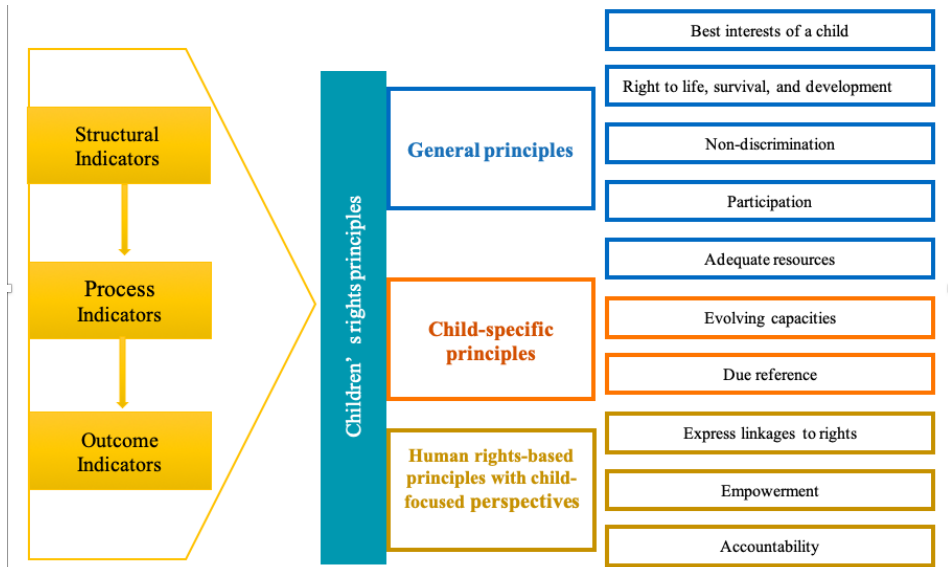 Structural
Indicators
Process
Indicators
Outcome
Indicators
Children’ s rights principles
General principles
Child-specific
principles
Human rights-based
principles with child-
focused perspectives
Best interests of a child
Right to life, survival, and development
Non-discrimination
Participation
Adequate resources
Evolving capacities
Due reference
Express linkages to rights
Empowerment
Accountability